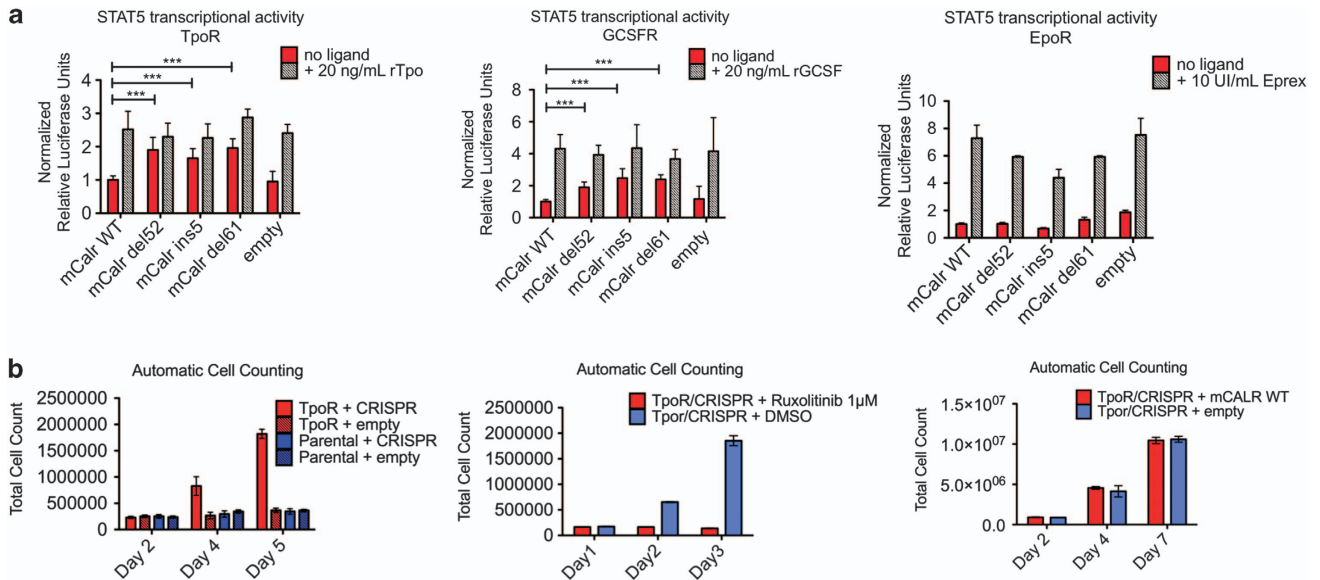 a
STAT5 transcriptional activity
TpoR
no ligand
+ 20 ng/mL rTpo
Normalized
Relative Luciferase Units
4
3
2
1
0
***
***
***
mCalr WT
mCalr del52
mCalr ins5
mCalr del61
empty
STAT5 transcriptional activity
GCSFR
no ligand
+ 20 ng/mL rGCSF
Normalized
Relative Luciferase Units
8
6
4
2
0
***
***
***
mCalr WT
mCalr del52
mCalr ins5
mCalr del61
empty
STAT5 transcriptional activity
EpoR
no ligand
+ 10 UI/mL Eprex
Normalized
Relative Luciferase Units
10
8
6
4
2
0
mCalr WT
mCalr del52
mCalr ins5
mCalr del61
empty
b
Automatic Cell Counting
TpoR + CRISPR
TpoR + empty
Parental + CRISPR
Parental + empty
Total Cell Count
2500000
2000000
1500000
1000000
500000
0
Day 2
Day 4
Day 5
Automatic Cell Counting
TpoR/CRISPR + Ruxolitinib 1µM
Tpor/CRISPR + DMSO
Total Cell Count
2500000
2000000
1500000
1000000
500000
0
Day1
Day2
Day3
Automatic Cell Counting
TpoR/CRISPR + mCALR WT
Tpor/CRISPR + empty
Total Cell Count
1.5×10⁰⁷
1.0×10⁰⁷
5.0×10⁰⁶
0.0
Day 2
Day 4
Day 7